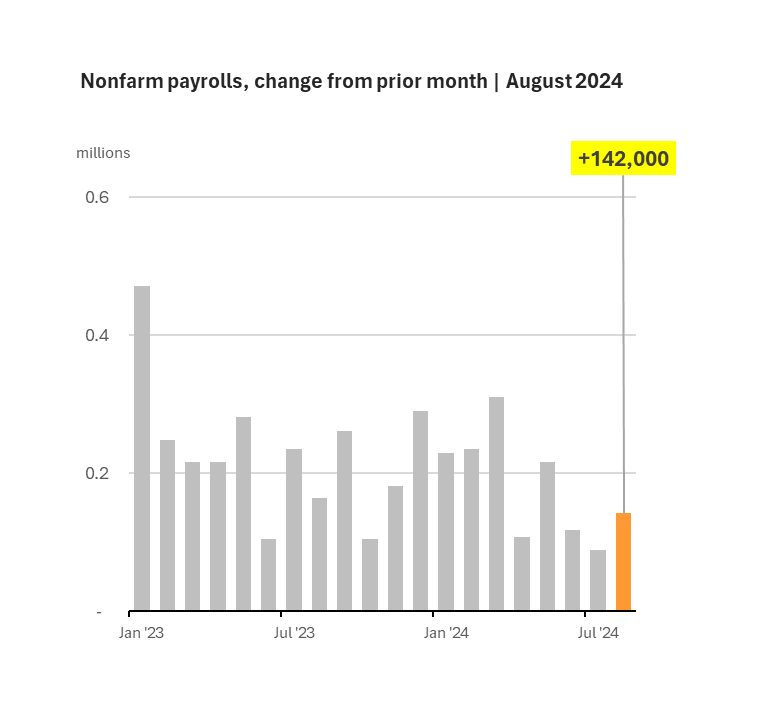 Nonfarm payrolls, change from prior month | August 2024
millions
+142,000
0.6
0.4
0.2
-
Jan '23 Jul '23 Jan '24 Jul '24